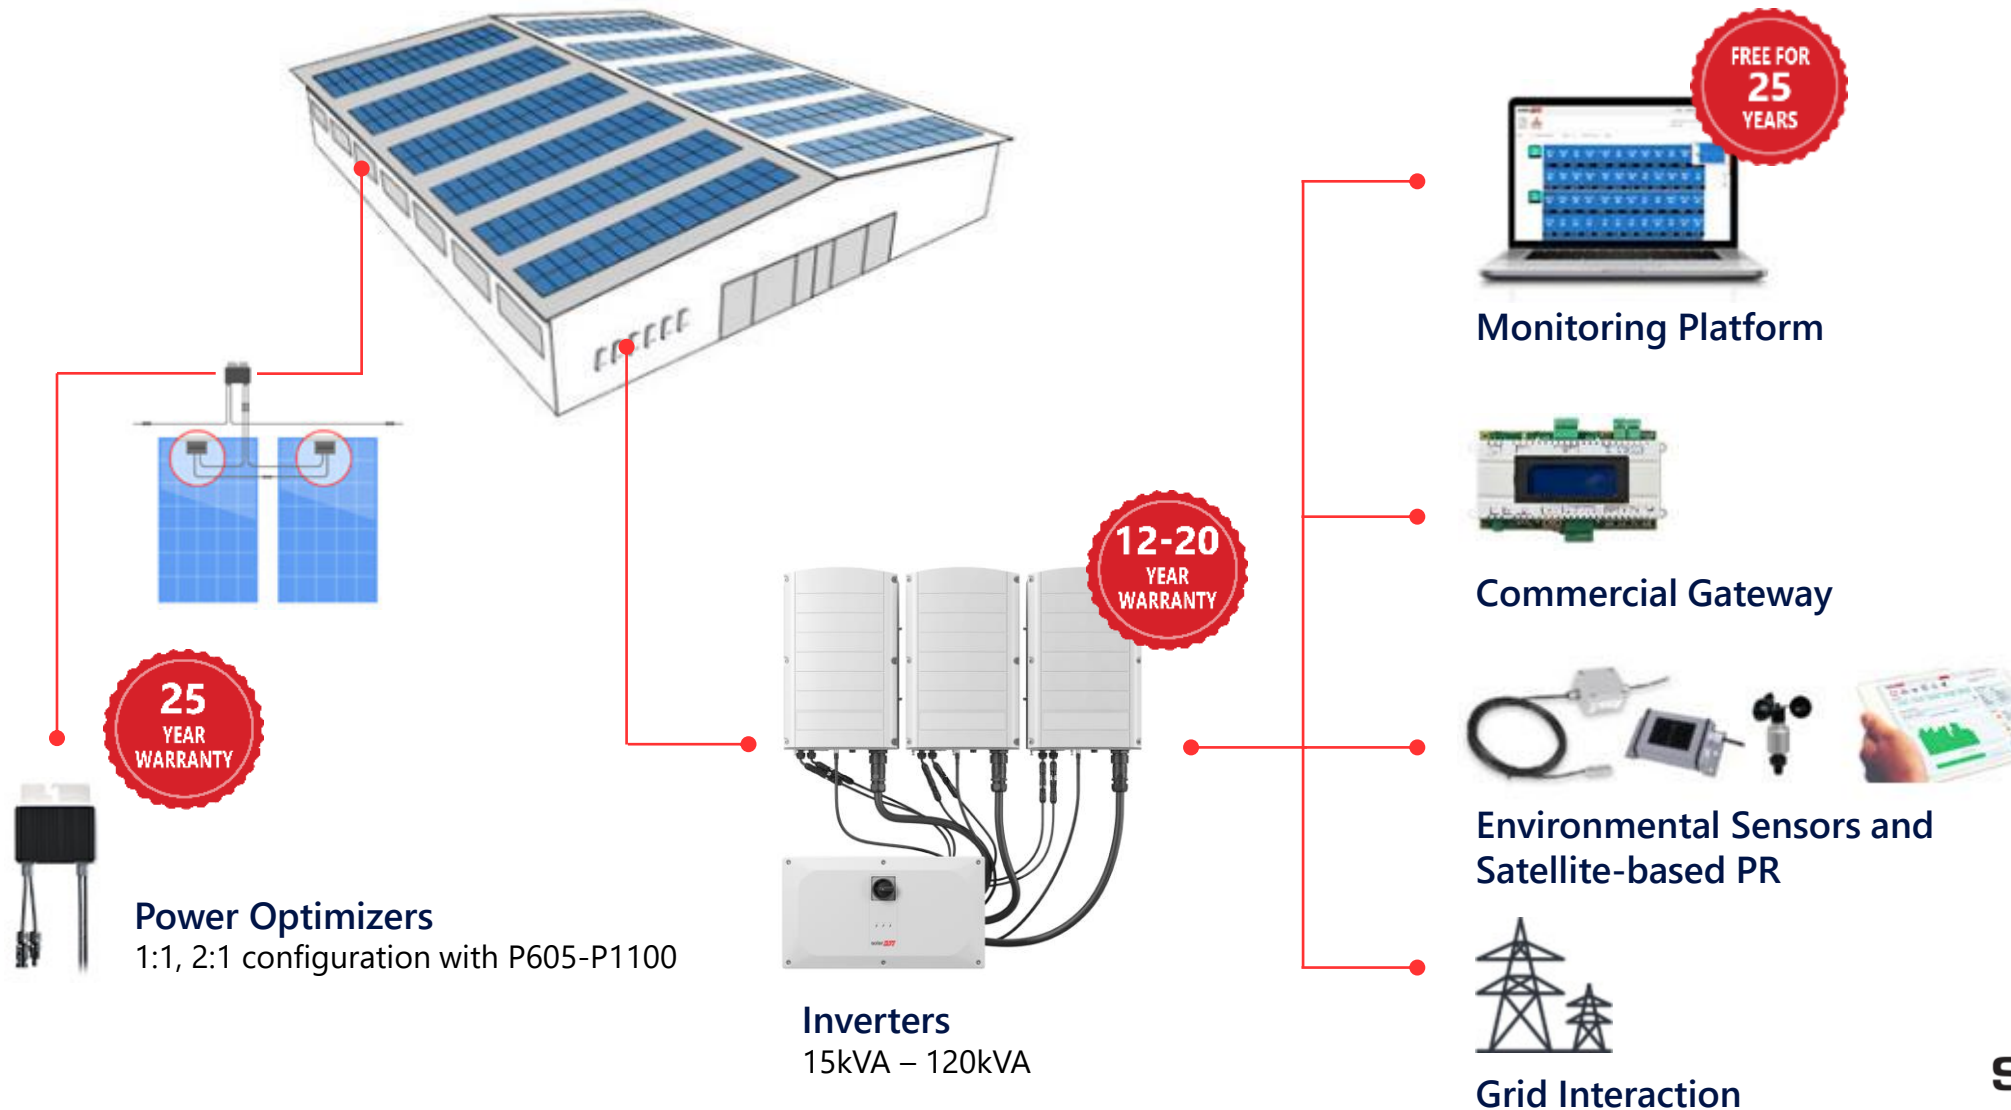 FREE FOR
25
YEARS
Monitoring Platform
Commercial Gateway
12-20
YEAR
WARRANTY
25
YEAR
WARRANTY
Environmental Sensors and
Satellite-based PR
Power Optimizers
1:1, 2:1 configuration with P605-P1100
Inverters
15kVA – 120kVA
Grid Interaction